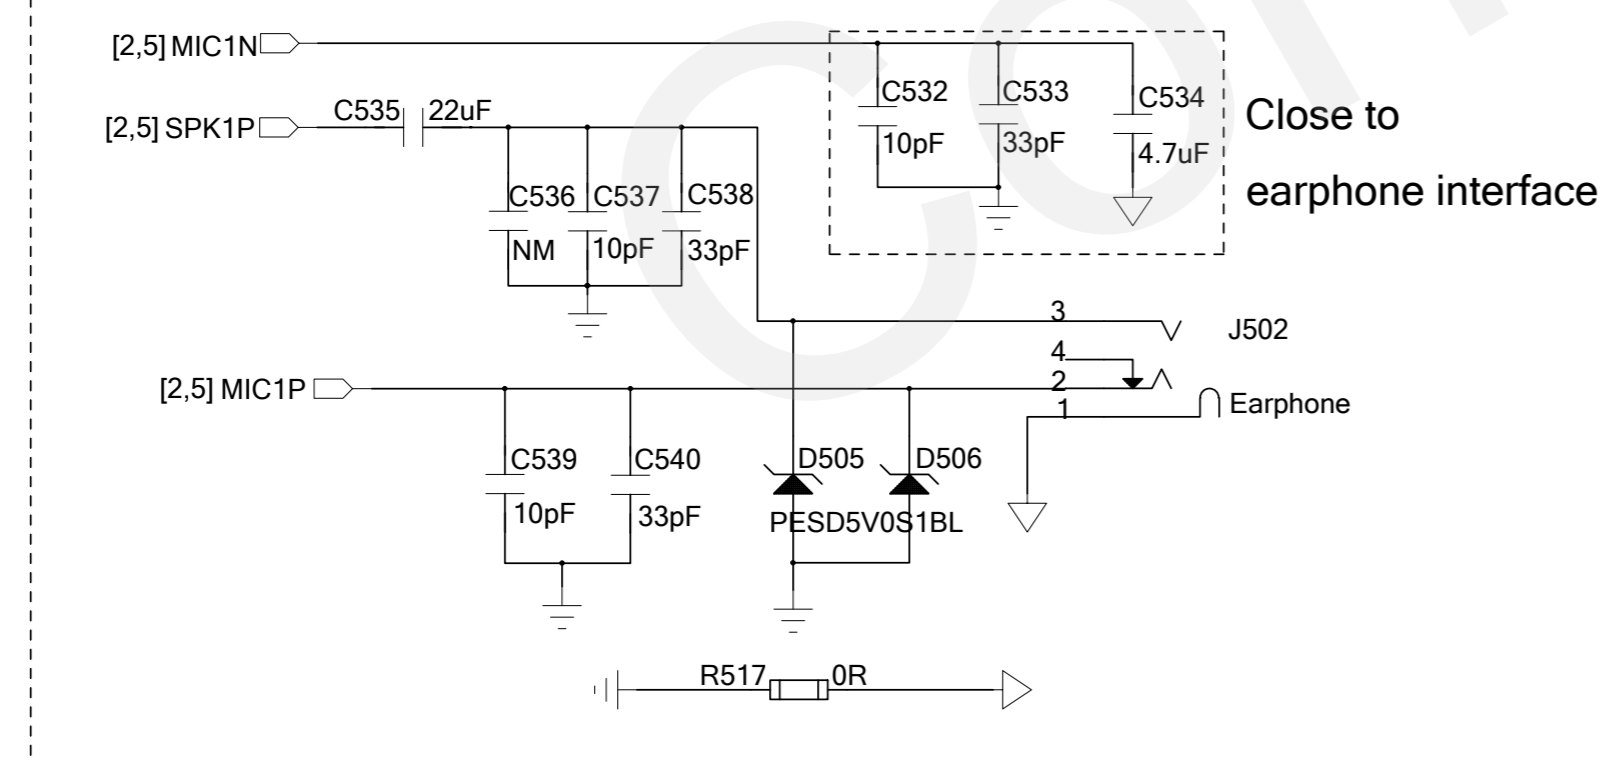 [2,5] MIC1N
C532
C533
C534
10pF
33pF
4.7uF
Close to
earphone interface
[2,5] SPK1P
C535
22uF
C536
C537
C538
NM
10pF
33pF
3
J502
4
2
1
Earphone
[2,5] MIC1P
C539
C540
10pF
33pF
D505
D506
PESD5V0S1BL
R517
0R